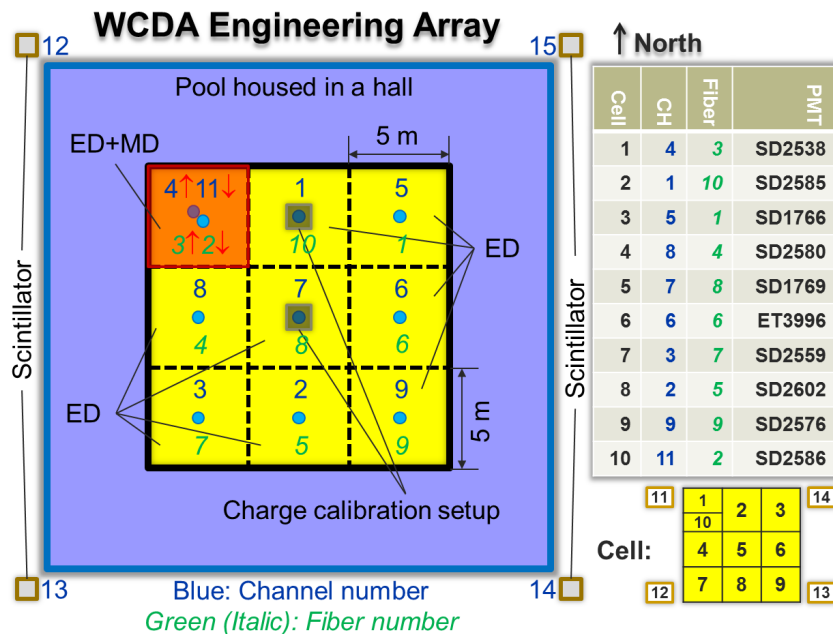 WCDA Engineering Array
12
15
↑ North
Pool housed in a hall
ED+MD
5 m
4↑ 11↓
1
5
3↑ 2↓
10
1
ED
8
7
6
4
8
6
3
2
9
7
5
9
ED
5 m
Scintillator
Scintillator
Charge calibration setup
13
14
Blue: Channel number
Green (Italic): Fiber number
Cell CH Fiber PMT
1 4 3 SD2538
2 1 10 SD2585
3 5 1 SD1766
4 8 4 SD2580
5 7 8 SD1769
6 6 6 ET3996
7 3 7 SD2559
8 2 5 SD2602
9 9 9 SD2576
10 11 2 SD2586
Cell:
11
14
1
10
2
3
4
5
6
7
8
9
12
13